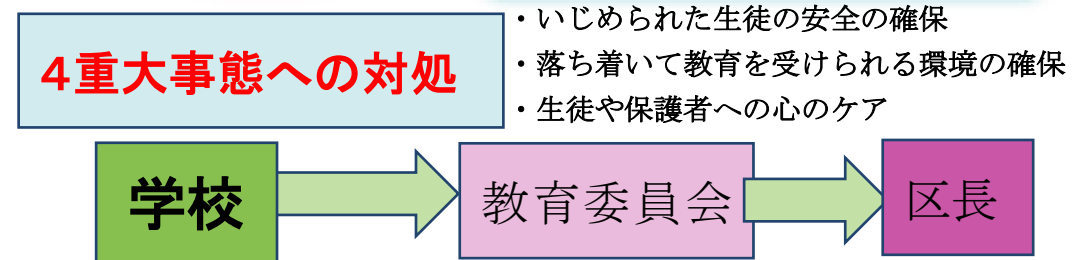 ・いじめられた生徒の安全の確保
４重大事態への対処
・落ち着いて教育を受けられる環境の確保
・生徒や保護者への心のケア
学校
教育委員会
区長